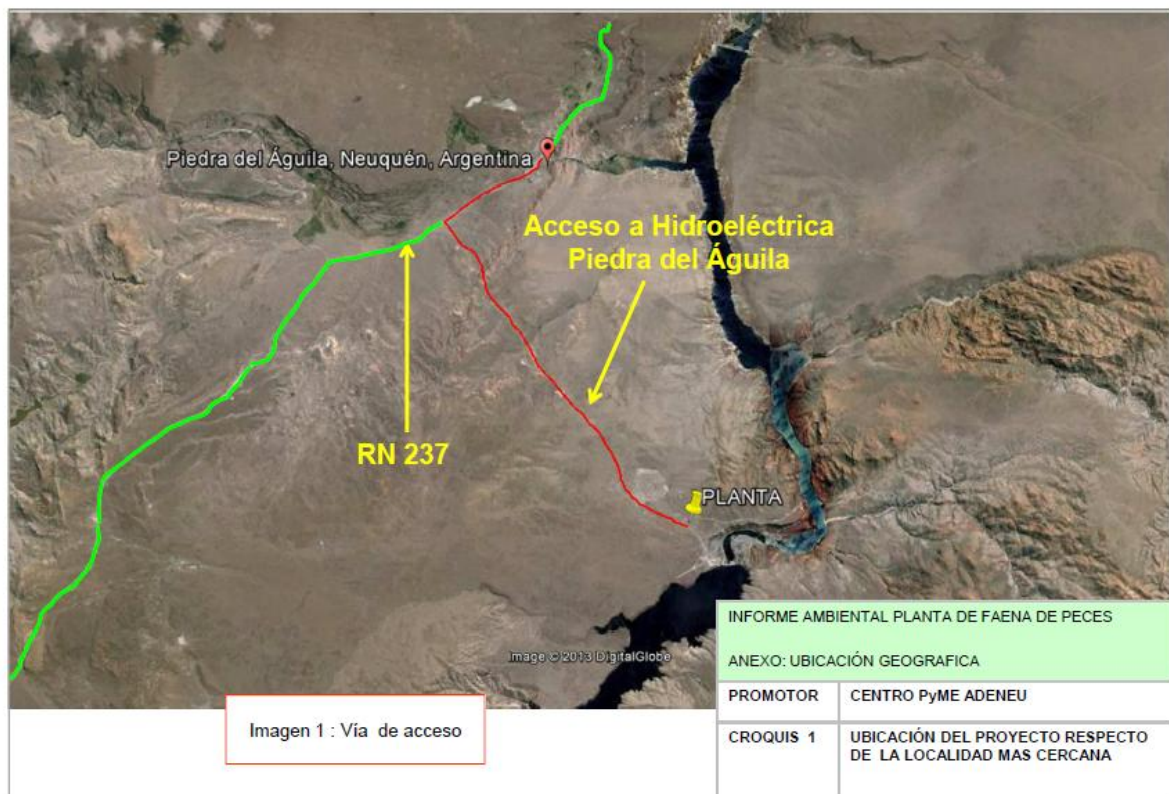 Piedra del Águila, Neuquén, Argentina
Acceso a Hidroeléctrica
Piedra del Águila
RN 237
PLANTA
Image © 2013 DigitalGlobe
Imagen 1 : Vía de acceso
INFORME AMBIENTAL PLANTA DE FAENA DE PECES
ANEXO: UBICACIÓN GEOGRAFICA
PROMOTOR
CENTRO PyME ADENEU
CROQUIS 1
UBICACIÓN DEL PROYECTO RESPECTO
DE LA LOCALIDAD MAS CERCANA